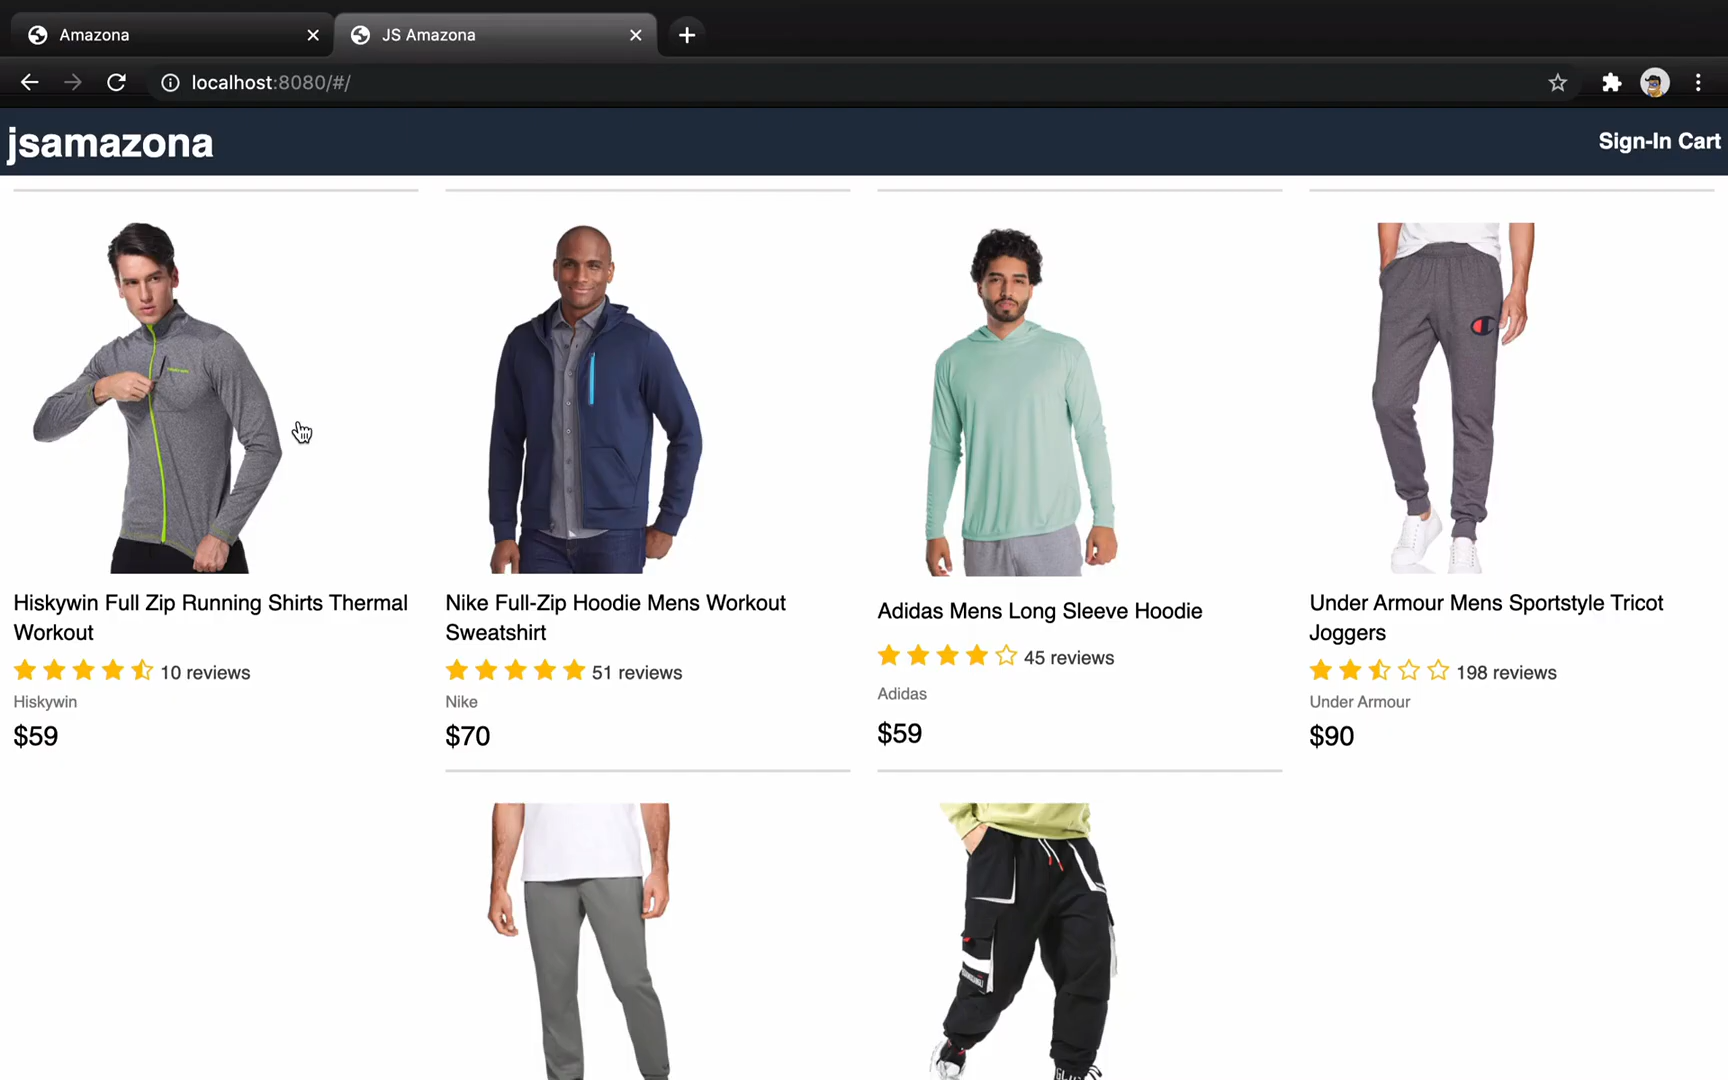 Amazona
JS Amazona
localhost:8080/#/
jsamazona
Sign-In Cart
Hiskywin Full Zip Running Shirts Thermal
Workout
10 reviews
Hiskywin
$59
Nike Full-Zip Hoodie Mens Workout
Sweatshirt
51 reviews
Nike
$70
Adidas Mens Long Sleeve Hoodie
45 reviews
Adidas
$59
Under Armour Mens Sportstyle Tricot
Joggers
198 reviews
Under Armour
$90